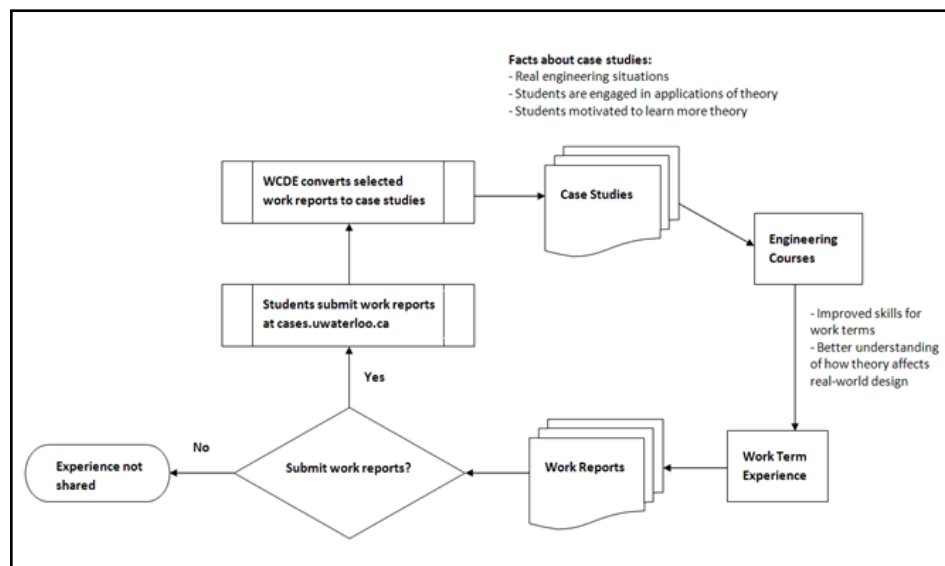 Facts about case studies:
- Real engineering situations
- Students are engaged in applications of theory
- Students motivated to learn more theory
WCDE converts selected
work reports to case studies
Case Studies
Engineering
Courses
Students submit work reports
at cases.uwaterloo.ca
- Improved skills for
work terms
- Better understanding
of how theory affects
real-world design
Yes
No
Experience not
shared
Submit work reports?
Work Reports
Work Term
Experience